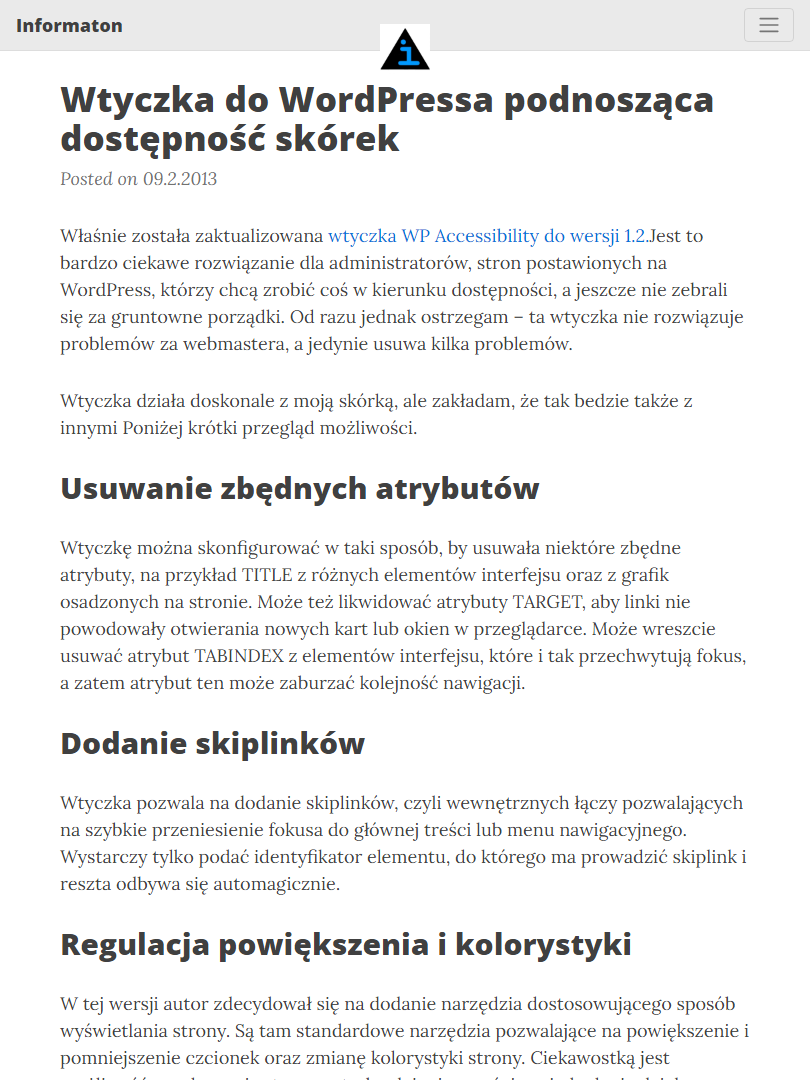 Informaton
i
Wtyczka do WordPressa podnosząca
dostępność skórek
Posted on 09.2.2013
Właśnie została zaktualizowana wtyczka WP Accessibility do wersji 1.2.Jest to
bardzo ciekawe rozwiązanie dla administratorów, stron postawionych na
WordPress, którzy chcą zrobić coś w kierunku dostępności, a jeszcze nie zebrali
się za gruntowne porządki. Od razu jednak ostrzegam – ta wtyczka nie rozwiązuje
problemów za webmastera, a jedynie usuwa kilka problemów.
Wtyczka działa doskonale z moją skórką, ale zakładam, że tak bedzie także z
innymi Poniżej krótki przegląd możliwości.
Usuwanie zbędnych atrybutów
Wtyczkę można skonfigurować w taki sposób, by usuwała niektóre zbędne
atrybuty, na przykład TITLE z różnych elementów interfejsu oraz z grafik
osadzonych na stronie. Może też likwidować atrybuty TARGET, aby linki nie
powodowały otwierania nowych kart lub okien w przeglądarce. Może wreszcie
usuwać atrybut TABINDEX z elementów interfejsu, które i tak przechwytują fokus,
a zatem atrybut ten może zaburzać kolejność nawigacji.
Dodanie skiplinków
Wtyczka pozwala na dodanie skiplinków, czyli wewnętrznych łączy pozwalających
na szybkie przeniesienie fokusa do głównej treści lub menu nawigacyjnego.
Wystarczy tylko podać identyfikator elementu, do którego ma prowadzić skiplink i
reszta odbywa się automagicznie.
Regulacja powiększenia i kolorystyki
W tej wersji autor zdecydował się na dodanie narzędzia dostosowującego sposób
wyświetlania strony. Są tam standardowe narzędzia pozwalające na powiększenie i
pomniejszenie czcionek oraz zmianę kolorystyki strony. Ciekawostką jest